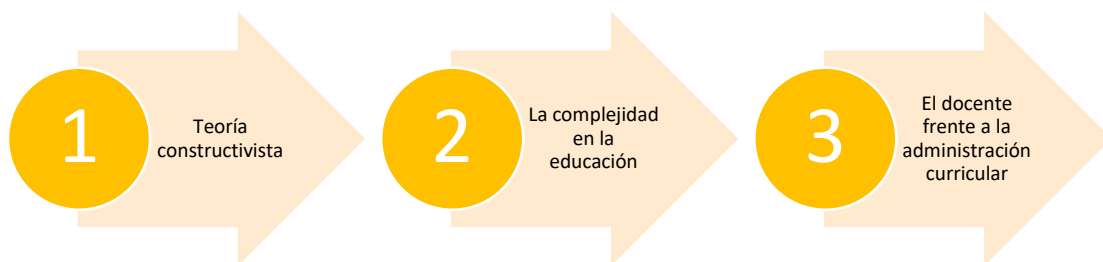 1
Teoría
constructivista
2
La complejidad
en la
educación
3
El docente
frente a la
administración
curricular